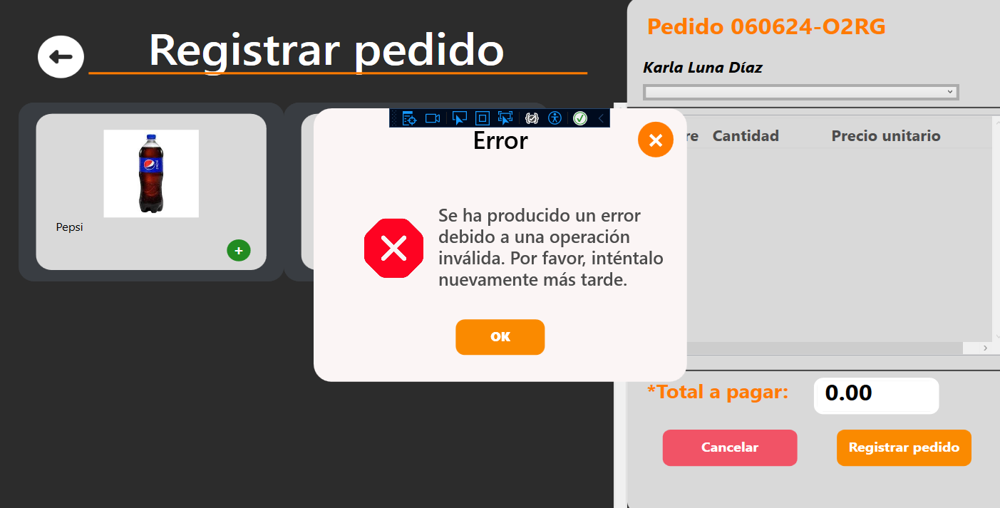 Registrar pedido
Pepsi
+
Error
Se ha producido un error
debido a una operación
inválida. Por favor, inténtalo
nuevamente más tarde.
OK
Pedido 060624-O2RG
Karla Luna Díaz
re Cantidad Precio unitario
*Total a pagar: 0.00
Cancelar Registrar pedido